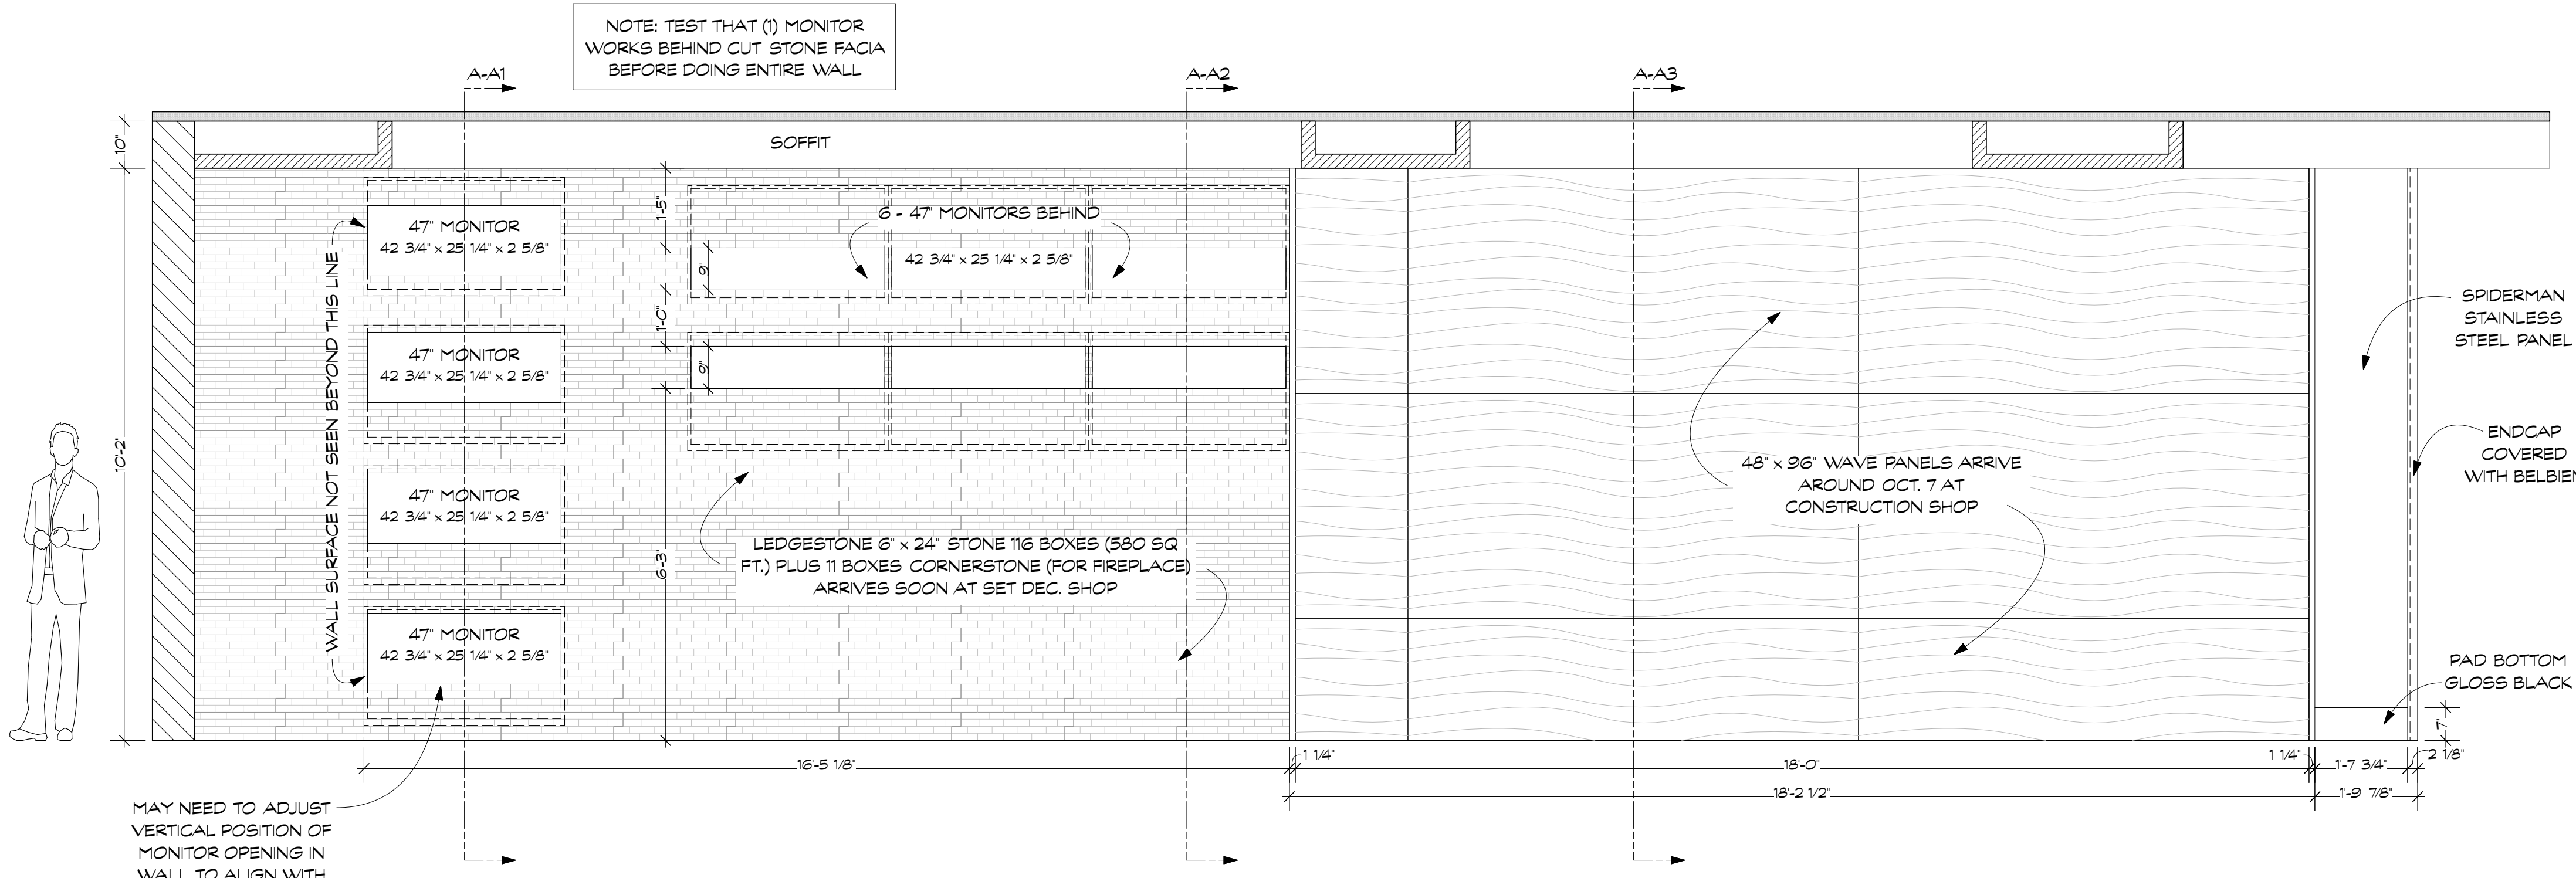 NOTE: TEST THAT (1) MONITOR
WORKS BEHIND CUT STONE FACIA
BEFORE DOING ENTIRE WALL
A-A1
A-A2
A-A3
10"
SOFFIT
10'-2"
WALL SURFACE NOT SEEN BEYOND THIS LINE
47" MONITOR
42 3/4" x 25 1/4" x 2 5/8"
47" MONITOR
42 3/4" x 25 1/4" x 2 5/8"
47" MONITOR
42 3/4" x 25 1/4" x 2 5/8"
47" MONITOR
42 3/4" x 25 1/4" x 2 5/8"
1'-5"
9"
1'-0"
9"
6'-3"
6 - 47" MONITORS BEHIND
42 3/4" x 25 1/4" x 2 5/8"
LEDGESTONE 6" x 24" STONE 116 BOXES (580 SQ
FT.) PLUS 11 BOXES CORNERSTONE (FOR FIREPLACE)
ARRIVES SOON AT SET DEC. SHOP
48" x 96" WAVE PANELS ARRIVE
AROUND OCT. 7 AT
CONSTRUCTION SHOP
SPIDERMAN
STAINLESS
STEEL PANEL
ENDCAP
COVERED
WITH BELBIEN
PAD BOTTOM
GLOSS BLACK
7"
16'-5 1/8"
1 1/4"
18'-0"
1 1/4"
1'-7 3/4"
2 1/8"
18'-2 1/2"
1'-9 7/8"
MAY NEED TO ADJUST
VERTICAL POSITION OF
MONITOR OPENING IN
WALL TO ALIGN WITH